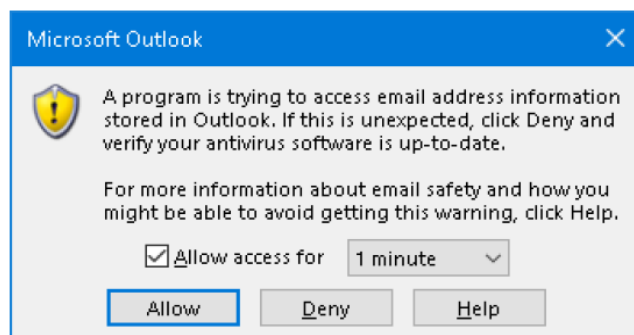 Microsoft Outlook
A program is trying to access email address information
stored in Outlook. If this is unexpected, click Deny and
verify your antivirus software is up-to-date.
For more information about email safety and how you
might be able to avoid getting this warning, click Help.
Allow access for 1 minute
Allow Deny Help